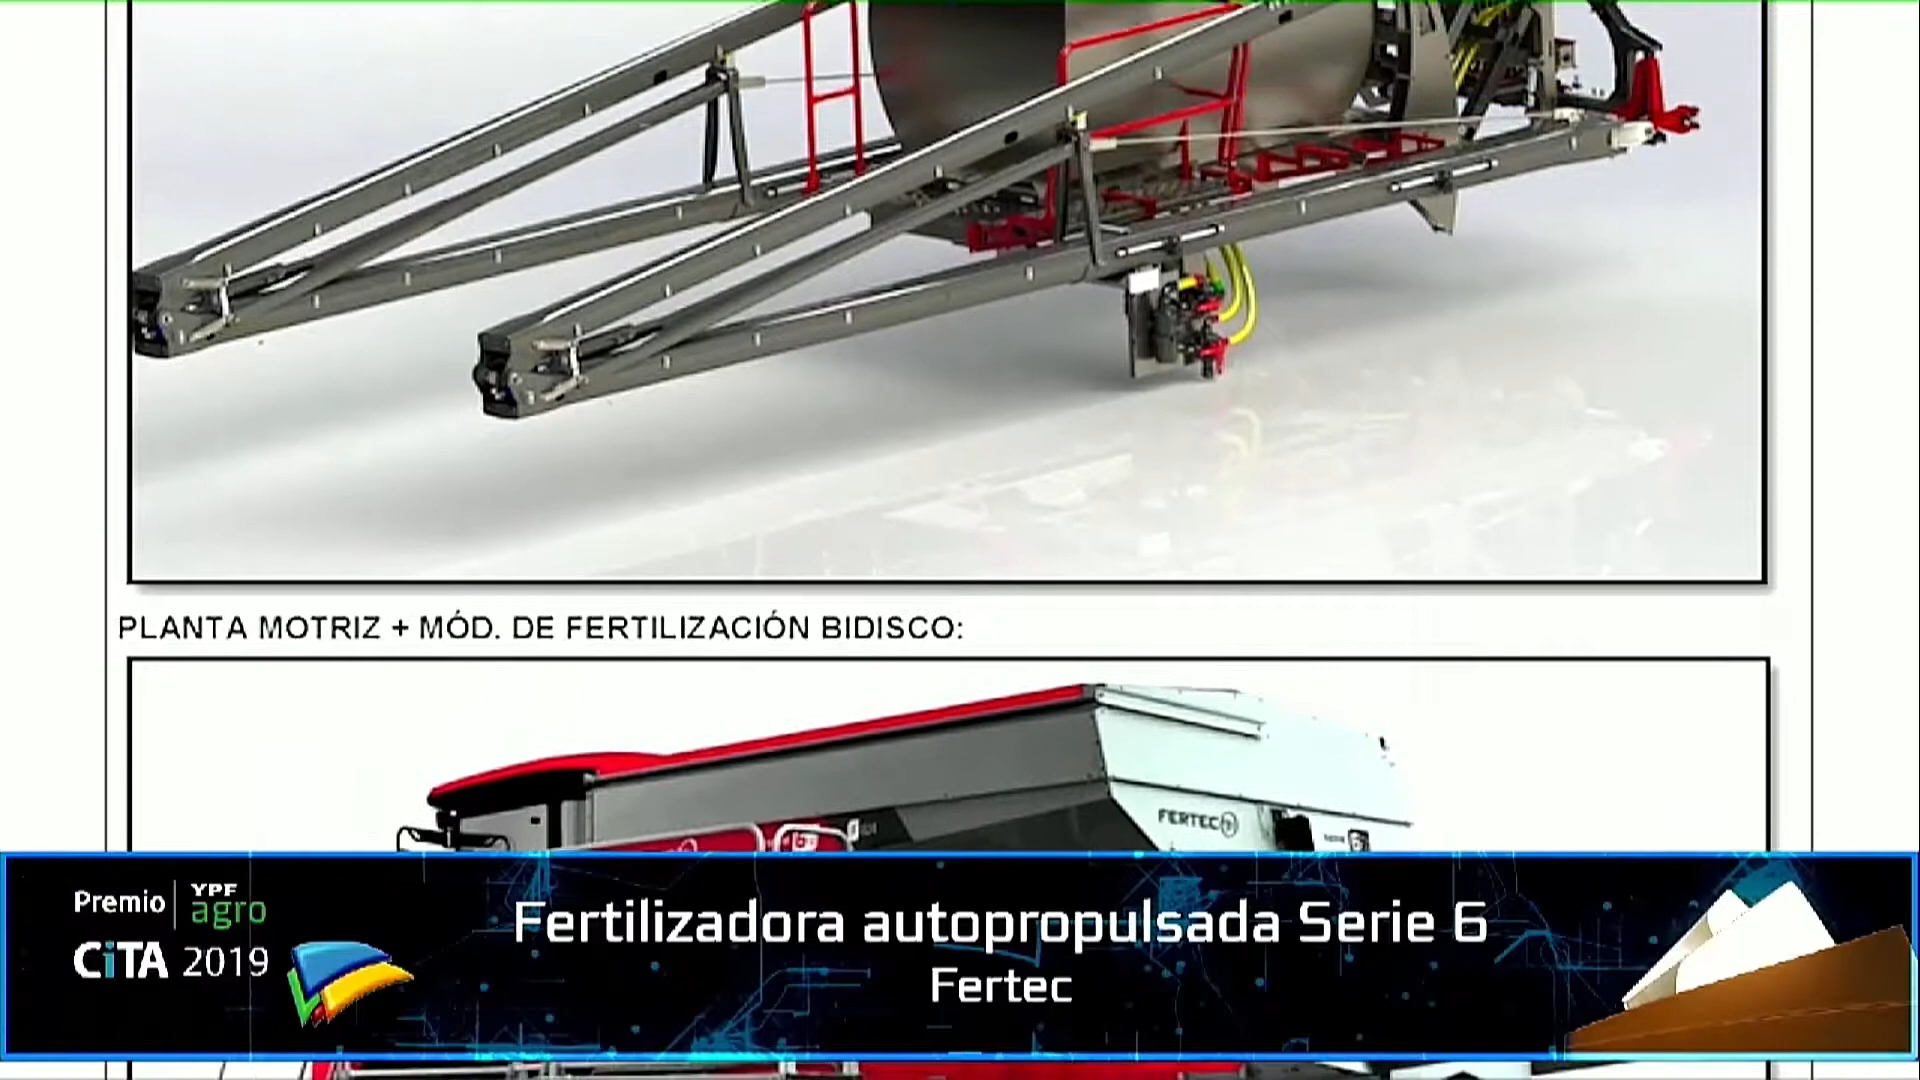 PLANTA MOTRIZ + MÓD. DE FERTILIZACIÓN BIDISCO:
FERTEC
Premio YPF agro
CiTA 2019
Fertilizadora autopropulsada Serie 6
Fertec